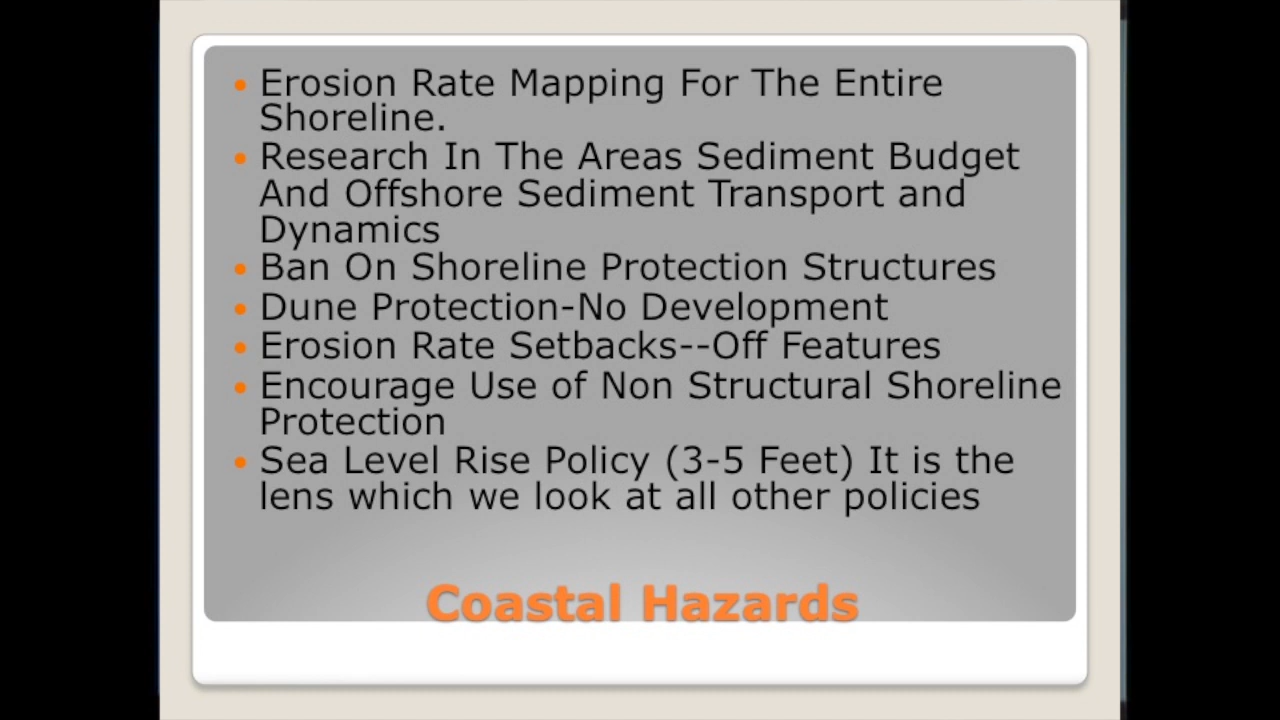 • Erosion Rate Mapping For The Entire
Shoreline.
• Research In The Areas Sediment Budget
And Offshore Sediment Transport and
Dynamics
• Ban On Shoreline Protection Structures
• Dune Protection-No Development
• Erosion Rate Setbacks--Off Features
• Encourage Use of Non Structural Shoreline
Protection
• Sea Level Rise Policy (3-5 Feet) It is the
lens which we look at all other policies
Coastal Hazards